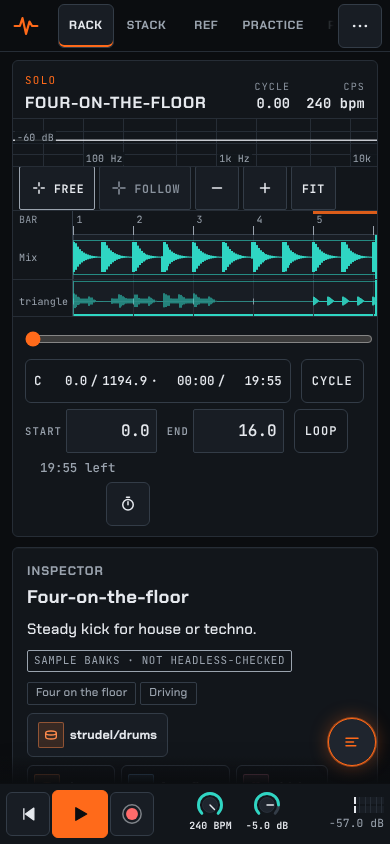 RACK STACK REF PRACTICE ...
SOLO
CYCLE CPS
FOUR-ON-THE-FLOOR 0.00 240 bpm
-60 dB
100 Hz 1k Hz 10k
FREE FOLLOW − + FIT
BAR 1 2 3 4 5
Mix
triangle
C 0.0 / 1194.9 · 00:00 / 19:55 CYCLE
START 0.0 END 16.0 LOOP
19:55 left
INSPECTOR
Four-on-the-floor
Steady kick for house or techno.
SAMPLE BANKS · NOT HEADLESS-CHECKED
Four on the floor Driving
strudel/drums
240 BPM -5.0 dB -57.0 dB